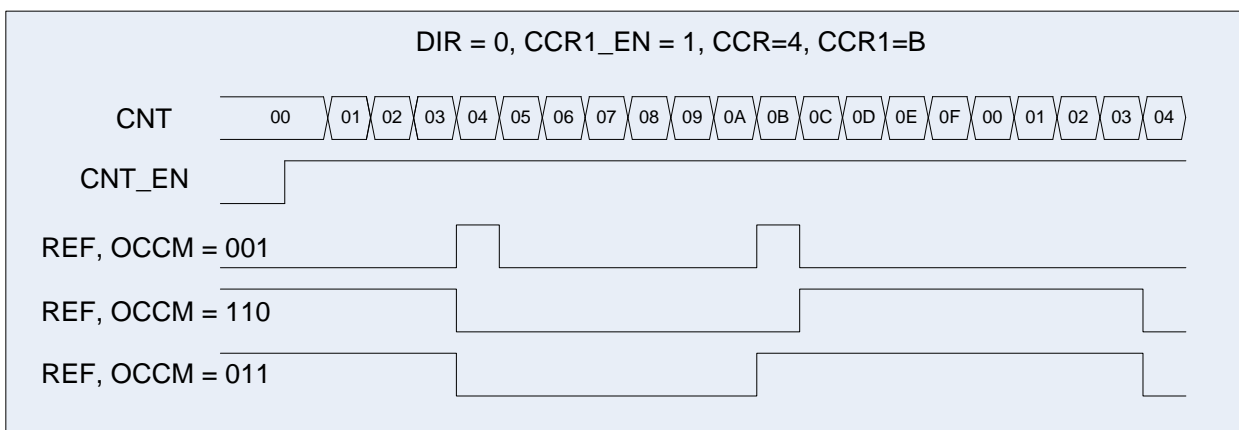 DIR = 0, CCR1_EN = 1, CCR=4, CCR1=B
CNT 00 01 02 03 04 05 06 07 08 09 0A 0B 0C 0D 0E 0F 00 01 02 03 04
CNT_EN
REF, OCCM = 001
REF, OCCM = 110
REF, OCCM = 011